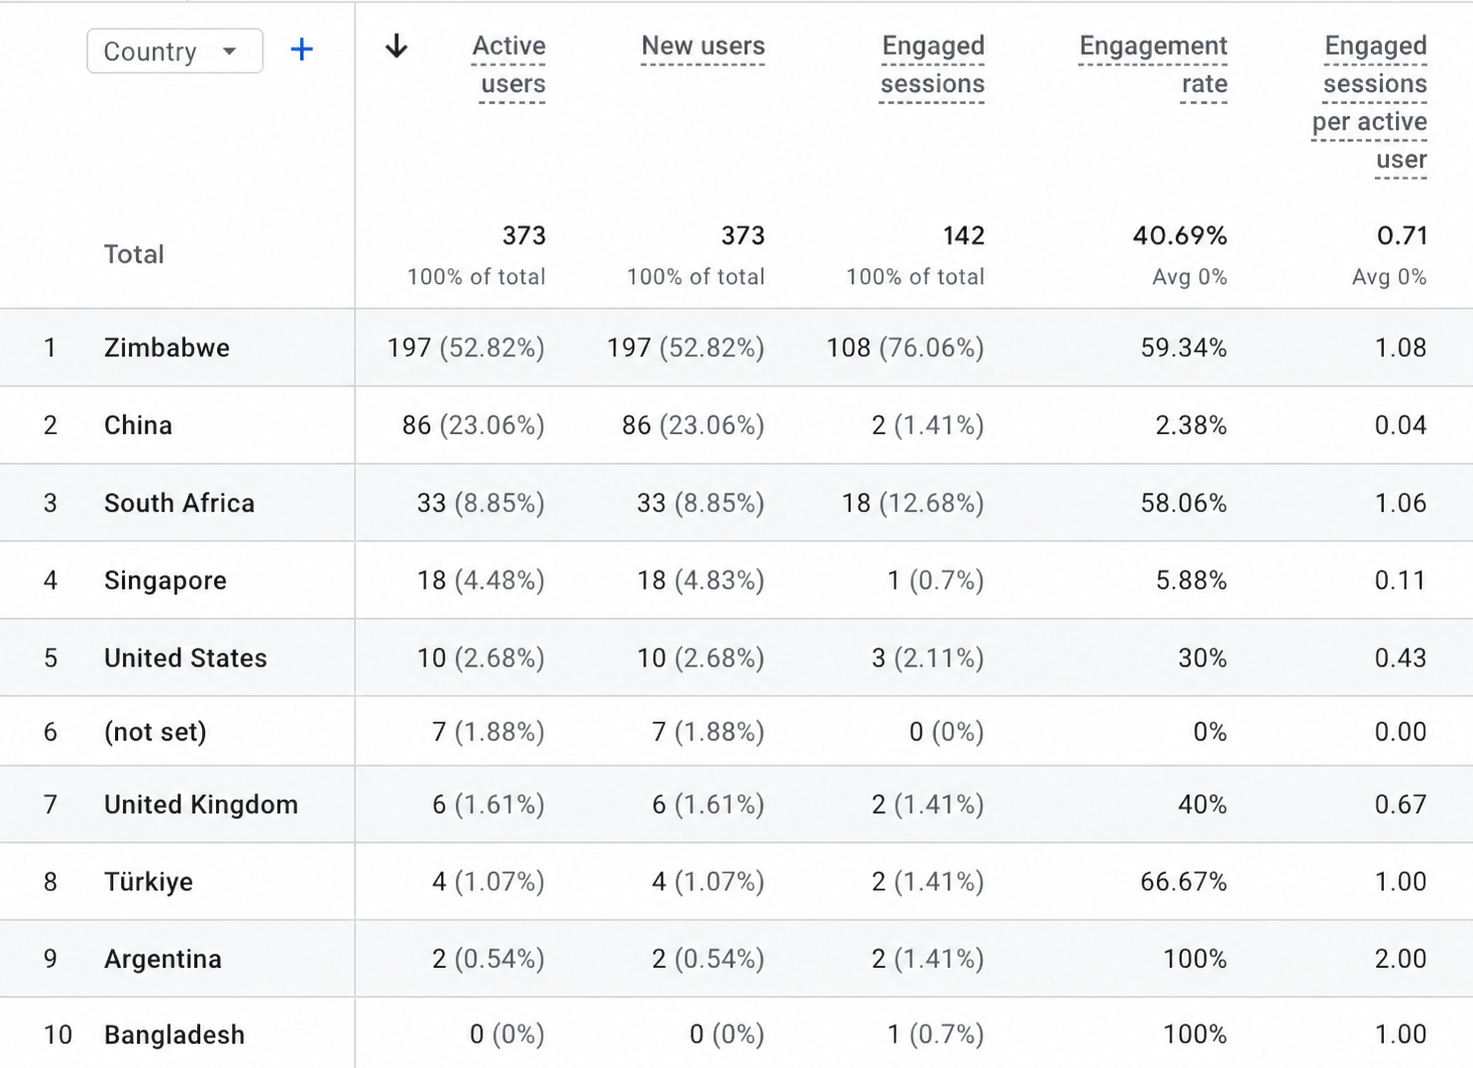 Country
Active users
New users
Engaged sessions
Engagement rate
Engaged sessions per active user
Total 373 373 142 40.69% 0.71
100% of total 100% of total 100% of total Avg 0% Avg 0%
1 Zimbabwe 197 (52.82%) 197 (52.82%) 108 (76.06%) 59.34% 1.08
2 China 86 (23.06%) 86 (23.06%) 2 (1.41%) 2.38% 0.04
3 South Africa 33 (8.85%) 33 (8.85%) 18 (12.68%) 58.06% 1.06
4 Singapore 18 (4.48%) 18 (4.83%) 1 (0.7%) 5.88% 0.11
5 United States 10 (2.68%) 10 (2.68%) 3 (2.11%) 30% 0.43
6 (not set) 7 (1.88%) 7 (1.88%) 0 (0%) 0% 0.00
7 United Kingdom 6 (1.61%) 6 (1.61%) 2 (1.41%) 40% 0.67
8 Türkiye 4 (1.07%) 4 (1.07%) 2 (1.41%) 66.67% 1.00
9 Argentina 2 (0.54%) 2 (0.54%) 2 (1.41%) 100% 2.00
10 Bangladesh 0 (0%) 0 (0%) 1 (0.7%) 100% 1.00